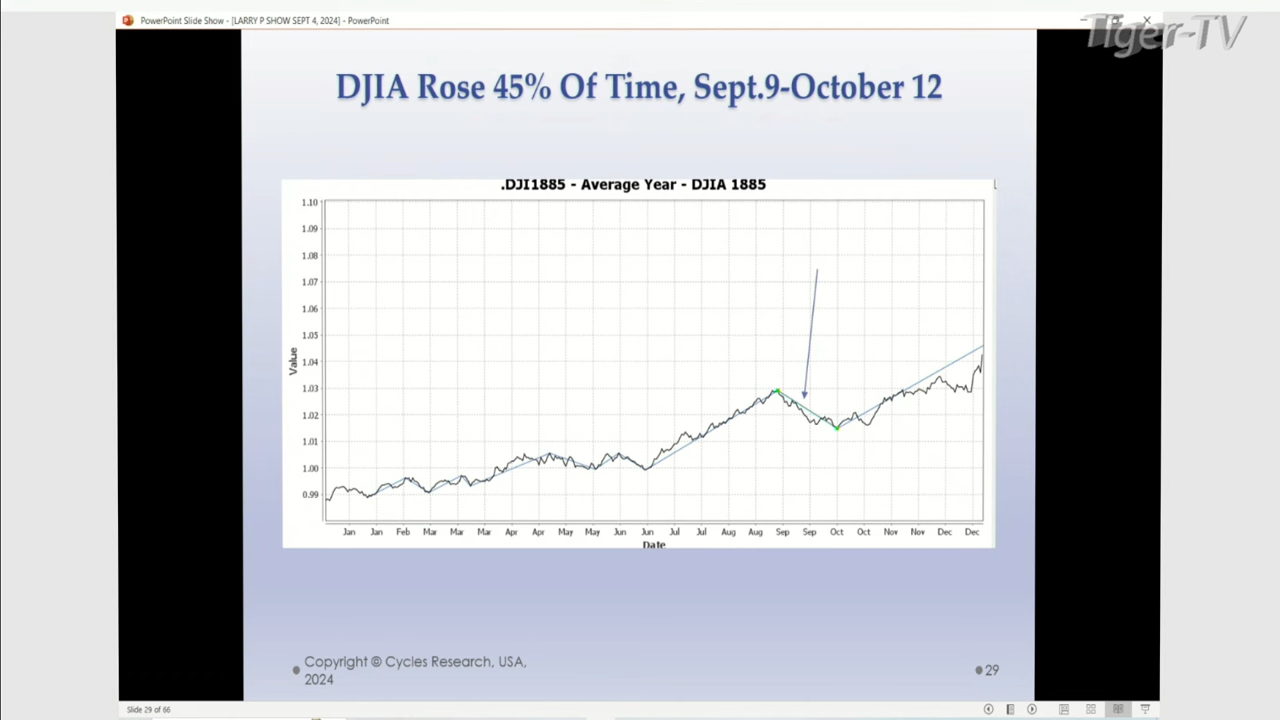 PowerPoint Slide Show - [LARRY P SHOW SEPT 4, 2024] - PowerPoint
Tiger-TV
DJIA Rose 45% Of Time, Sept.9-October 12
.DJI1885 - Average Year - DJIA 1885
1.10
1.09
1.08
1.07
1.06
1.05
1.04
1.03
1.02
1.01
1.00
0.99
Value
Jan Jan Feb Mar Mar Mar Apr Apr May May Jun Jun Jul Jul Aug Aug Sep Sep Oct Oct Nov Nov Dec Dec
Date
Copyright © Cycles Research, USA,
2024
29
Slide 29 of 66